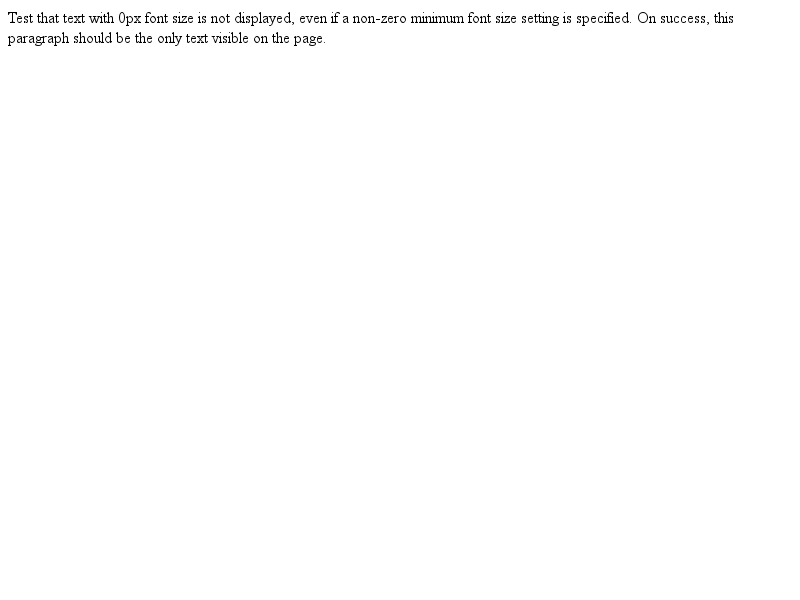 Test that text with 0px font size is not displayed, even if a non-zero minimum font size setting is specified. On success, this
paragraph should be the only text visible on the page.